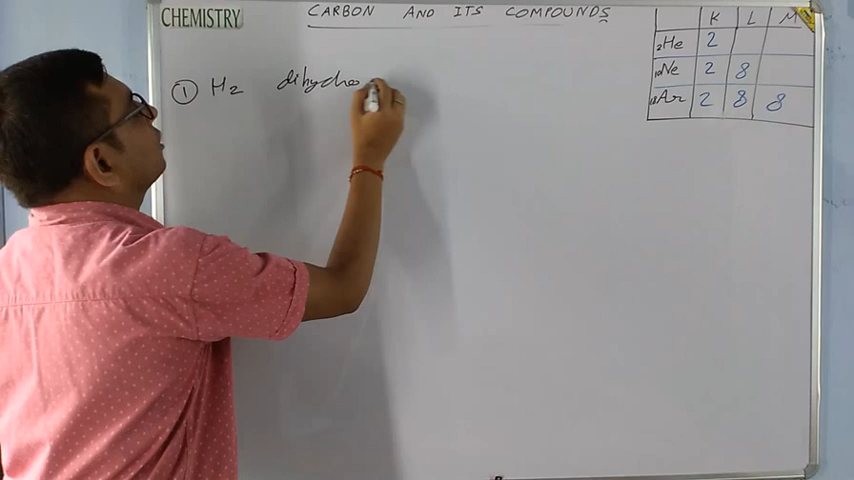 CHEMISTRY CARBON AND ITS COMPOUNDS
K L M
2He 2
10Ne 2 8
18Ar 2 8 8
① H2